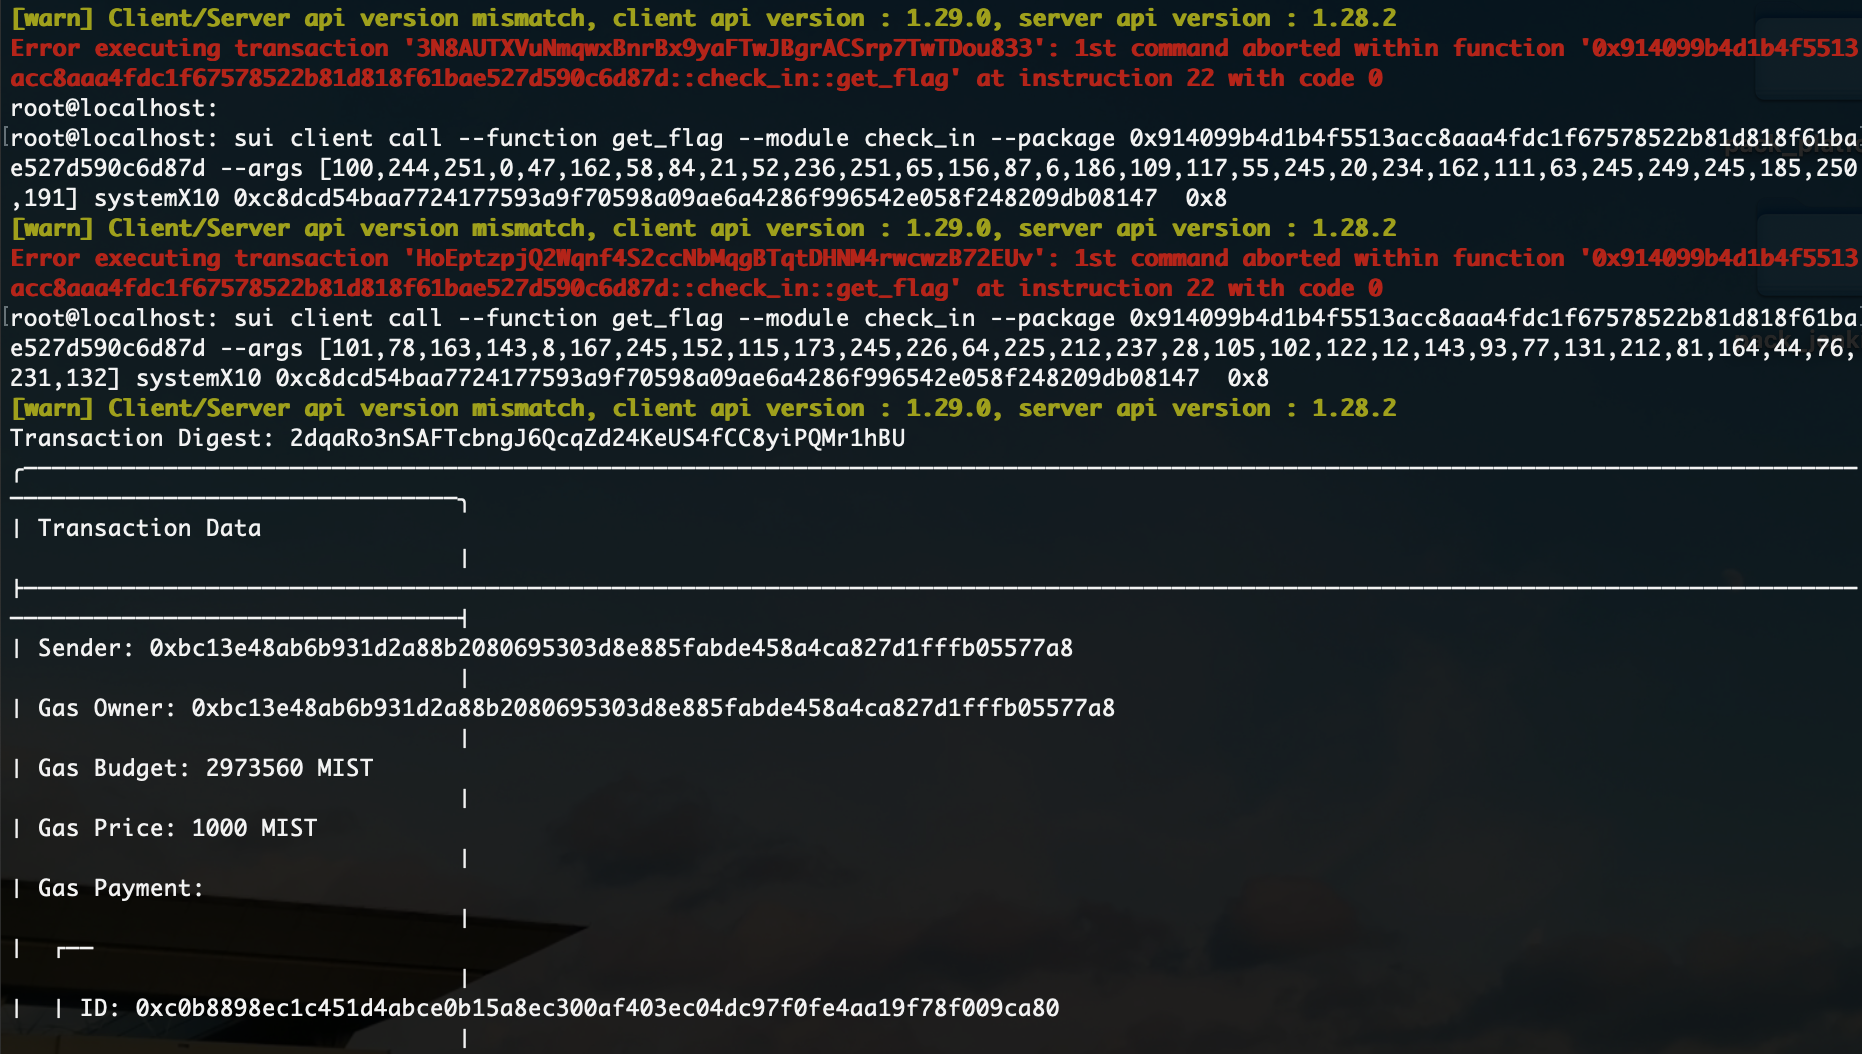 [warn] Client/Server api version mismatch, client api version : 1.29.0, server api version : 1.28.2
Error executing transaction '3N8AUTXVuNmqwxBnrBx9yaFTwJBgrACSrp7TwTDou833': 1st command aborted within function '0x914099b4d1b4f5513
acc8aaa4fdc1f67578522b81d818f61bae527d590c6d87d::check_in::get_flag' at instruction 22 with code 0
root@localhost:
[root@localhost: sui client call --function get_flag --module check_in --package 0x914099b4d1b4f5513acc8aaa4fdc1f67578522b81d818f61ba
e527d590c6d87d --args [100,244,251,0,47,162,58,84,21,52,236,251,65,156,87,6,186,109,117,55,245,20,234,162,111,63,245,249,245,185,250
,191] systemX10 0xc8dcd54baa7724177593a9f70598a09ae6a4286f996542e058f248209db08147  0x8
[warn] Client/Server api version mismatch, client api version : 1.29.0, server api version : 1.28.2
Error executing transaction 'HoEptzpjQ2Wqnf4S2ccNbMqgBTqtDHNM4rwcwzB72EUv': 1st command aborted within function '0x914099b4d1b4f5513
acc8aaa4fdc1f67578522b81d818f61bae527d590c6d87d::check_in::get_flag' at instruction 22 with code 0
[root@localhost: sui client call --function get_flag --module check_in --package 0x914099b4d1b4f5513acc8aaa4fdc1f67578522b81d818f61ba
e527d590c6d87d --args [101,78,163,143,8,167,245,152,115,173,245,226,64,225,212,237,28,105,102,122,12,143,93,77,131,212,81,164,44,76,
231,132] systemX10 0xc8dcd54baa7724177593a9f70598a09ae6a4286f996542e058f248209db08147  0x8
[warn] Client/Server api version mismatch, client api version : 1.29.0, server api version : 1.28.2
Transaction Digest: 2dqaRo3nSAFTcbngJ6QcqZd24KeUS4fCC8yiPQMr1hBU
Transaction Data
Sender: 0xbc13e48ab6b931d2a88b2080695303d8e885fabde458a4ca827d1fffb05577a8
Gas Owner: 0xbc13e48ab6b931d2a88b2080695303d8e885fabde458a4ca827d1fffb05577a8
Gas Budget: 2973560 MIST
Gas Price: 1000 MIST
Gas Payment:
ID: 0xc0b8898ec1c451d4abce0b15a8ec300af403ec04dc97f0fe4aa19f78f009ca80